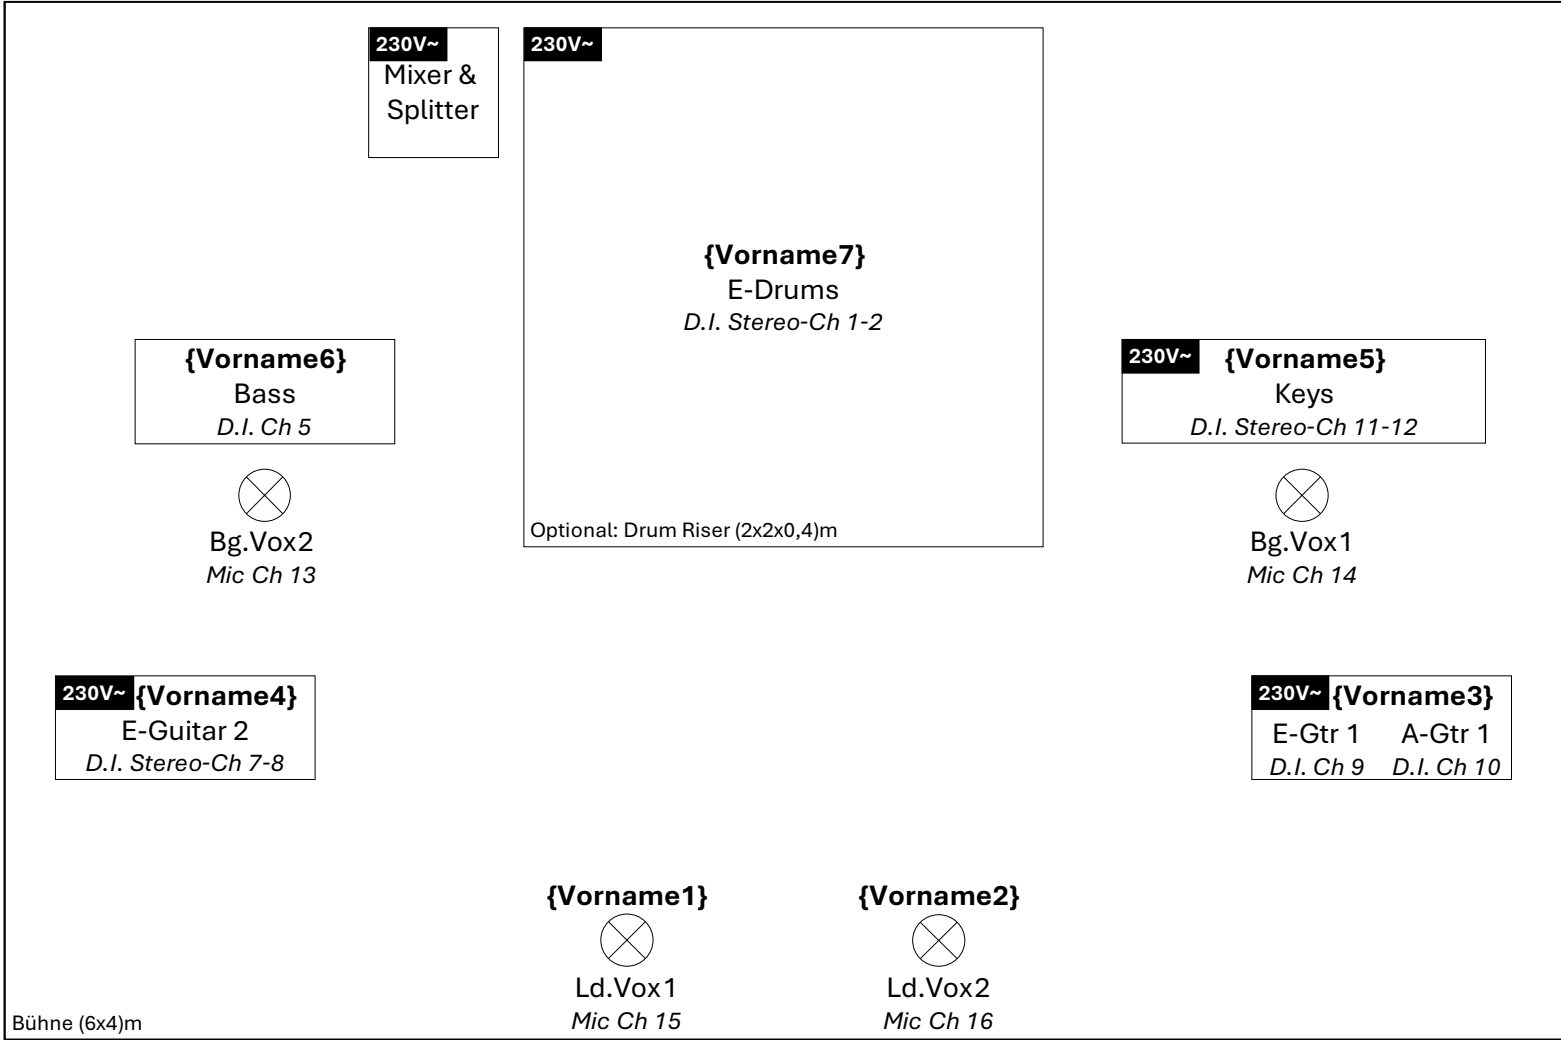 230V~
Mixer &
Splitter
230V~
{Vorname7}
E-Drums
D.I. Stereo-Ch 1-2
Optional: Drum Riser (2x2x0,4)m
{Vorname6}
Bass
D.I. Ch 5
Bg.Vox2
Mic Ch 13
230V~ {Vorname5}
Keys
D.I. Stereo-Ch 11-12
Bg.Vox1
Mic Ch 14
230V~ {Vorname4}
E-Guitar 2
D.I. Stereo-Ch 7-8
230V~ {Vorname3}
E-Gtr 1 A-Gtr 1
D.I. Ch 9 D.I. Ch 10
{Vorname1}
Ld.Vox1
Mic Ch 15
{Vorname2}
Ld.Vox2
Mic Ch 16
Bühne (6x4)m